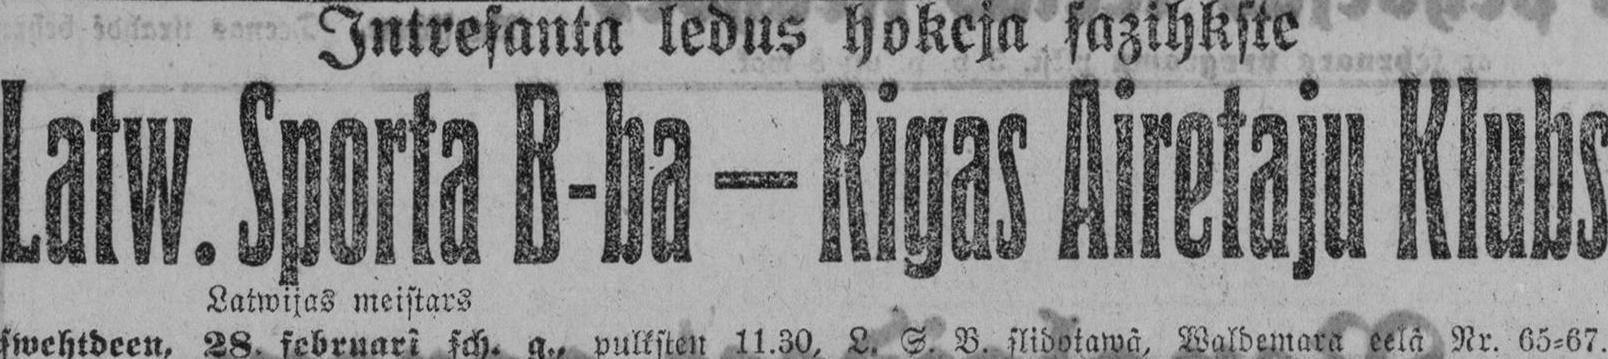 Intresanta ledus hokeja sazihkste
Latw. Sporta B-ba — Rigas Airetaju Klubs
Latwijas meistars
swehtdeen, 28. februarî sch. g., pulksten 11.30, L. S. B. slidotawâ, Waldemara eelâ Nr. 65=67.